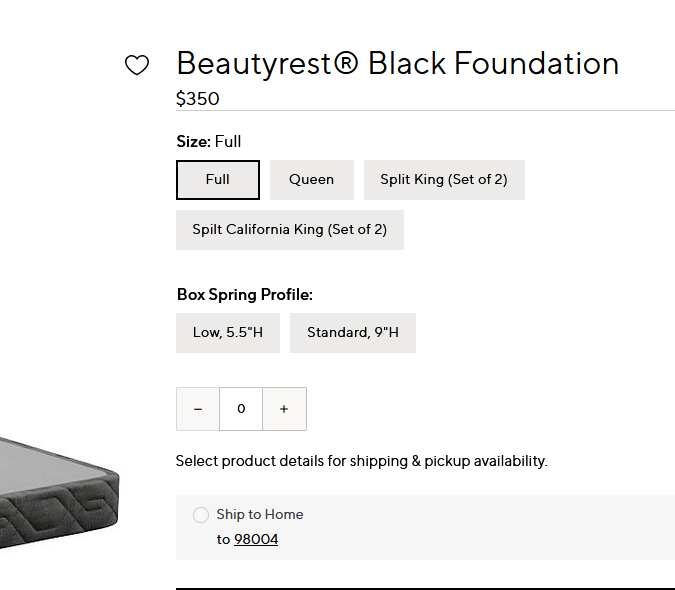 Beautyrest® Black Foundation
$350
Size: Full
Full Queen Split King (Set of 2)
Spilt California King (Set of 2)
Box Spring Profile:
Low, 5.5"H Standard, 9"H
− 0 +
Select product details for shipping & pickup availability.
Ship to Home
to 98004